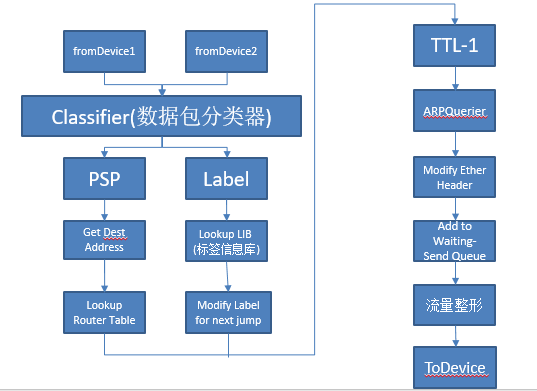 fromDevice1
fromDevice2
Classifier(数据包分类器)
PSP
Label
Get Dest
Address
Lookup LIB
(标签信息库)
Lookup
Router Table
Modify Label
for next jump
TTL-1
ARPQuerier
Modify Ether
Header
Add to
Waiting-
Send Queue
流量整形
ToDevice